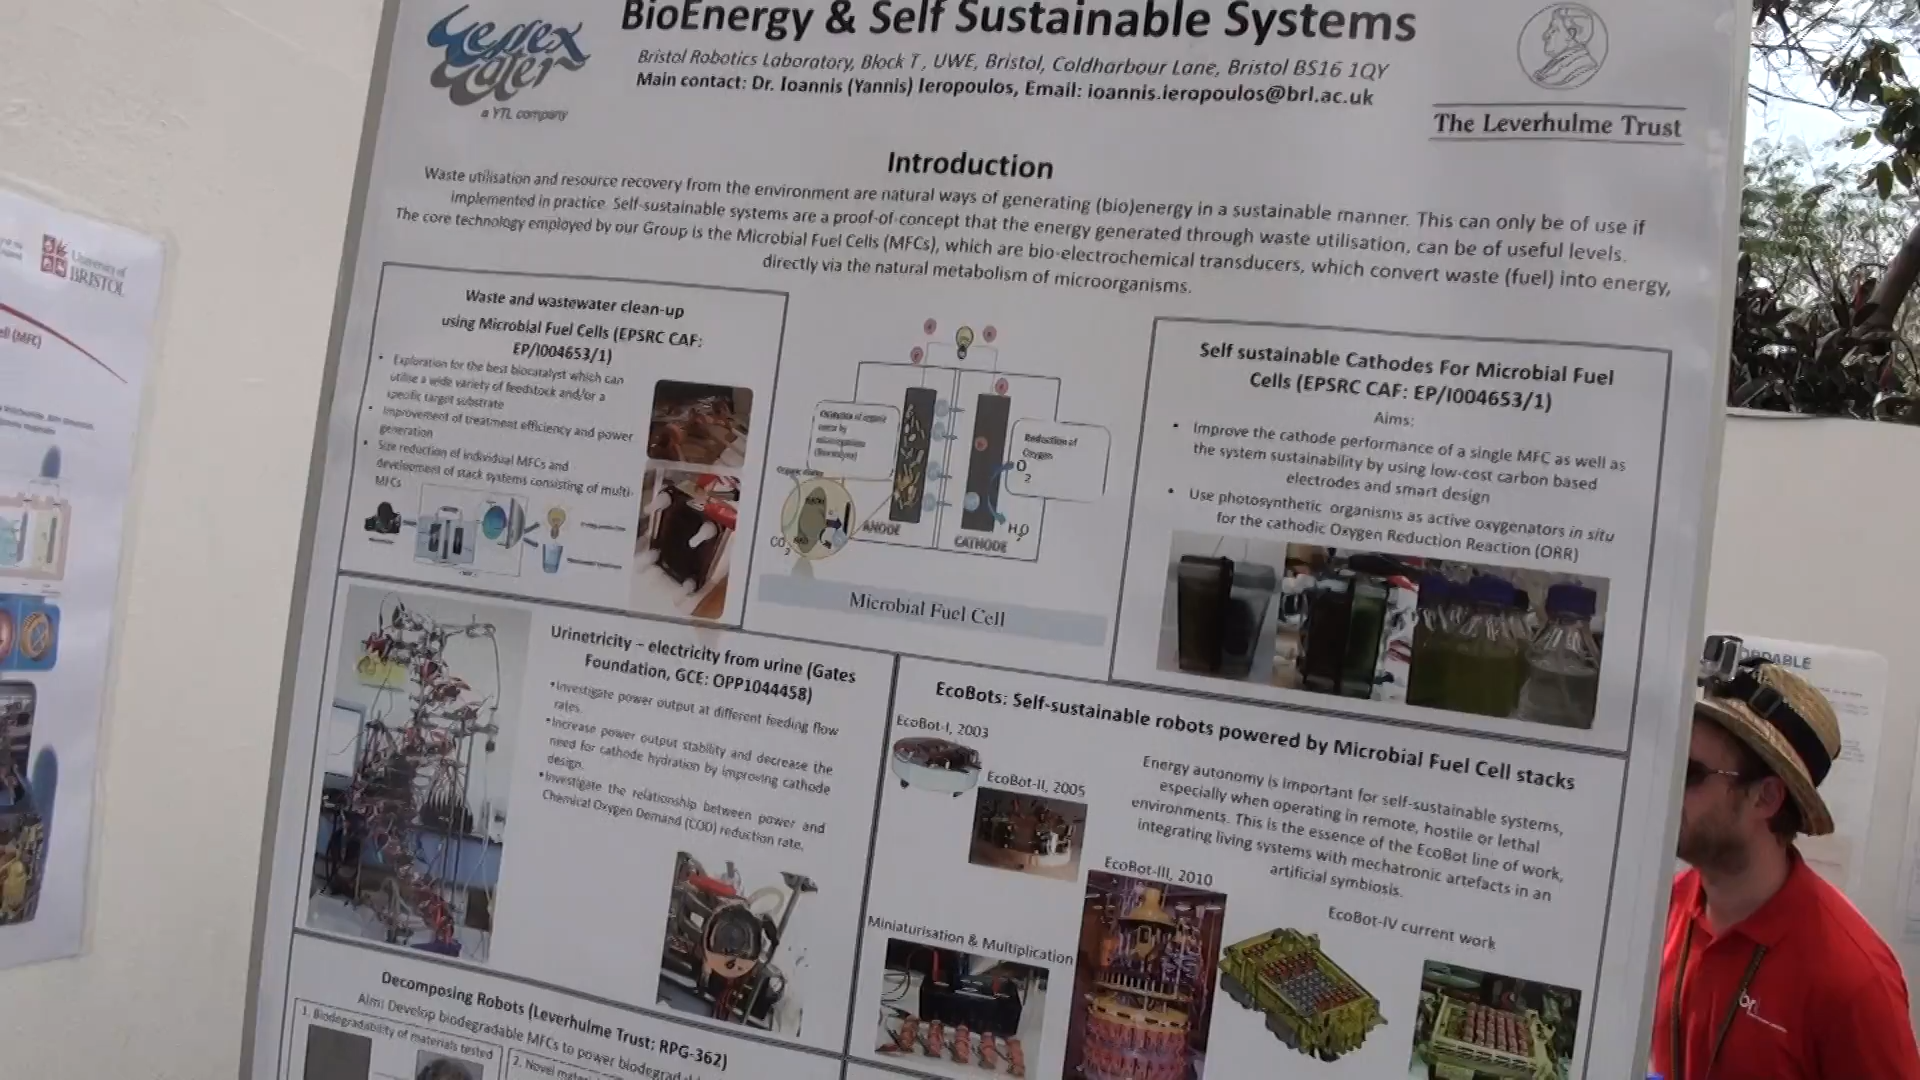 BioEnergy & Self Sustainable Systems
Bristol Robotics Laboratory, Block T, UWE, Bristol, Coldharbour Lane, Bristol BS16 1QY
Main contact: Dr. Ioannis (Yannis) Ieropoulos, Email: ioannis.ieropoulos@brl.ac.uk
Wessex
Water
a YTL company
The Leverhulme Trust
Introduction
Waste utilisation and resource recovery from the environment are natural ways of generating (bio)energy in a sustainable manner. This can only be of use if
implemented in practice. Self-sustainable systems are a proof-of-concept that the energy generated through waste utilisation, can be of useful levels.
The core technology employed by our Group is the Microbial Fuel Cells (MFCs), which are bio-electrochemical transducers, which convert waste (fuel) into energy,
directly via the natural metabolism of microorganisms.
University of
BRISTOL
(MFC)
Waste and wastewater clean-up
using Microbial Fuel Cells (EPSRC CAF:
EP/I004653/1)
• Exploration for the best biocatalyst which can
utilise a wide variety of feedstock and/or a
specific target substrate
• Improvement of treatment efficiency and power
generation
• Size reduction of individual MFCs and
development of stack systems consisting of multi-
MFCs
Reduction of
Oxygen
O
2
H2O
CO
2
ANODE
CATHODE
Microbial Fuel Cell
Self sustainable Cathodes For Microbial Fuel
Cells (EPSRC CAF: EP/I004653/1)
Aims:
• Improve the cathode performance of a single MFC as well as
the system sustainability by using low-cost carbon based
electrodes and smart design
• Use photosynthetic organisms as active oxygenators in situ
for the cathodic Oxygen Reduction Reaction (ORR)
Urinetricity – electricity from urine (Gates
Foundation, GCE: OPP1044458)
•Investigate power output at different feeding flow
rates.
•Increase power output stability and decrease the
need for cathode hydration by improving cathode
design.
•Investigate the relationship between power and
Chemical Oxygen Demand (COD) reduction rate.
EcoBots: Self-sustainable robots powered by Microbial Fuel Cell stacks
EcoBot-I, 2003
EcoBot-II, 2005
EcoBot-III, 2010
Energy autonomy is important for self-sustainable systems,
especially when operating in remote, hostile or lethal
environments. This is the essence of the EcoBot line of work,
integrating living systems with mechatronic artefacts in an
artificial symbiosis.
EcoBot-IV current work
Miniaturisation & Multiplication
Decomposing Robots (Leverhulme Trust: RPG-362)
Aim: Develop biodegradable MFCs to power
1. Biodegradability of materials tested
2. Novel